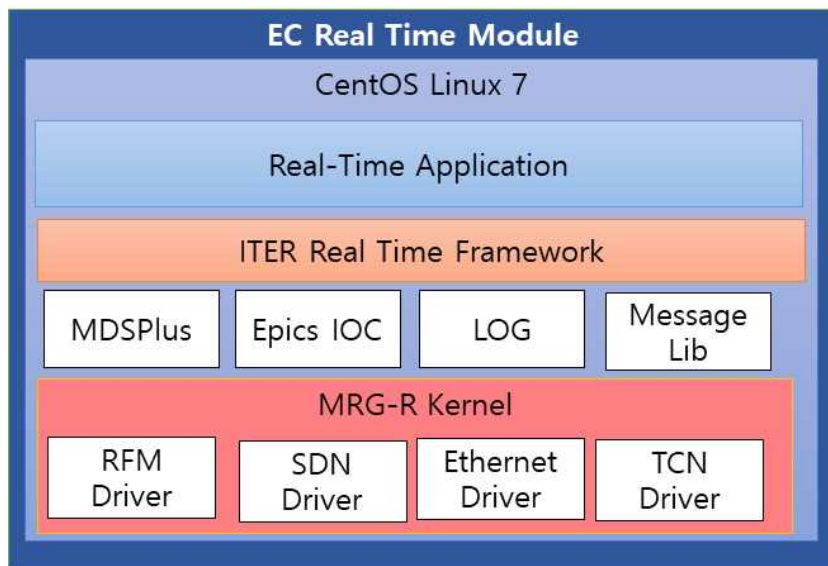 EC Real Time Module
CentOS Linux 7
Real-Time Application
ITER Real Time Framework
MDSPlus
Epics IOC
LOG
Message
Lib
MRG-R Kernel
RFM
Driver
SDN
Driver
Ethernet
Driver
TCN
Driver